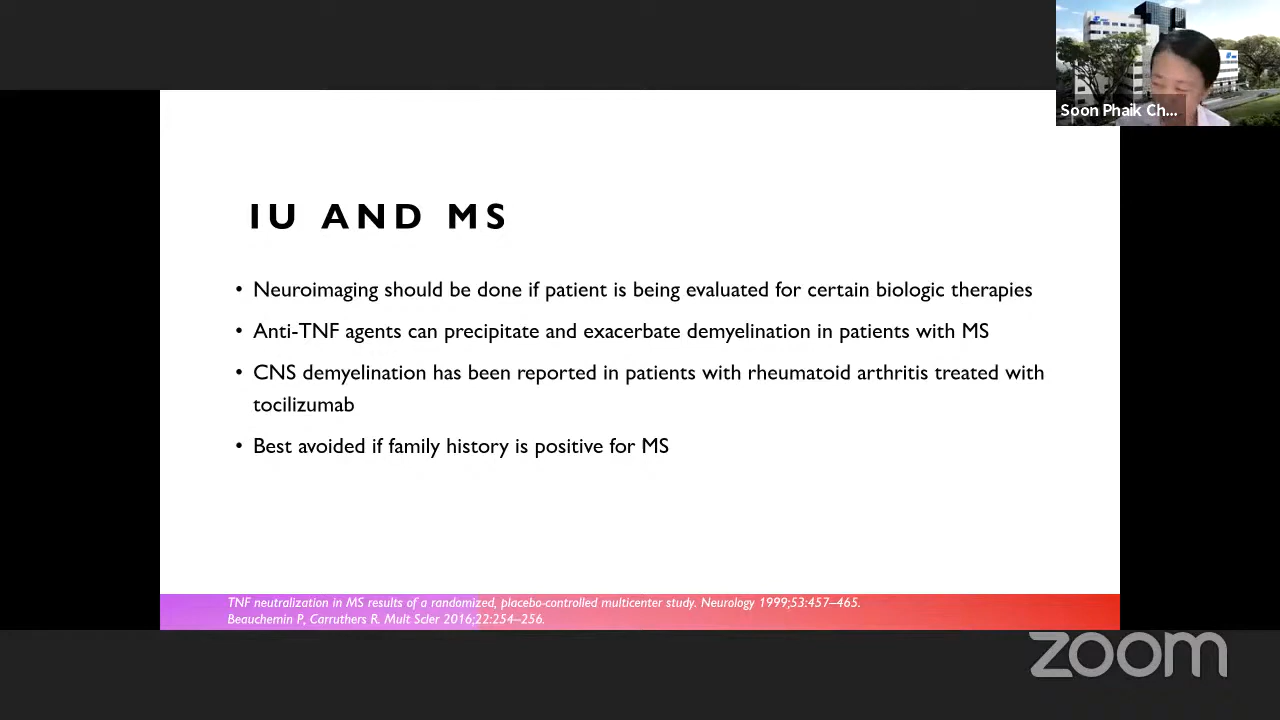 Soon Phaik Ch...
IU AND MS
• Neuroimaging should be done if patient is being evaluated for certain biologic therapies
• Anti-TNF agents can precipitate and exacerbate demyelination in patients with MS
• CNS demyelination has been reported in patients with rheumatoid arthritis treated with
tocilizumab
• Best avoided if family history is positive for MS
TNF neutralization in MS results of a randomized, placebo-controlled multicenter study. Neurology 1999;53:457–465.
Beauchemin P, Carruthers R. Mult Scler 2016;22:254–256.
zoom